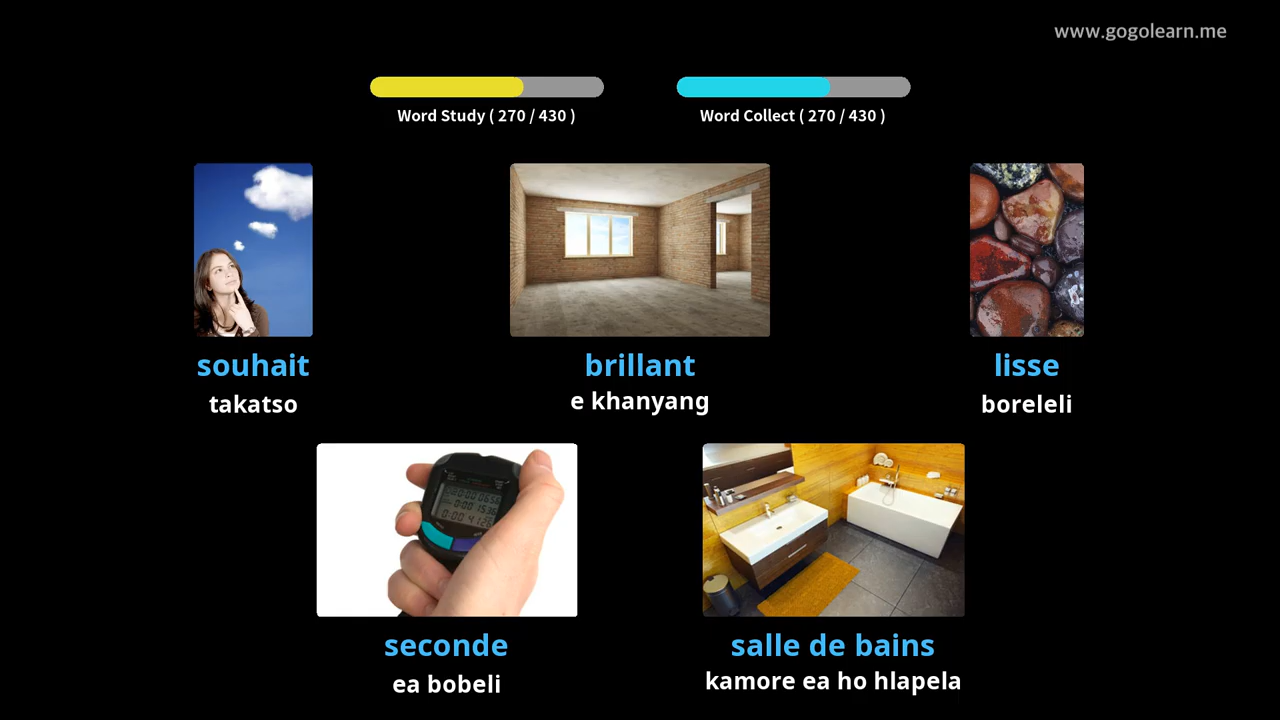 www.gogolearn.me
Word Study ( 270 / 430 )
Word Collect ( 270 / 430 )
souhait
takatso
brillant
e khanyang
lisse
boreleli
seconde
ea bobeli
salle de bains
kamore ea ho hlapela